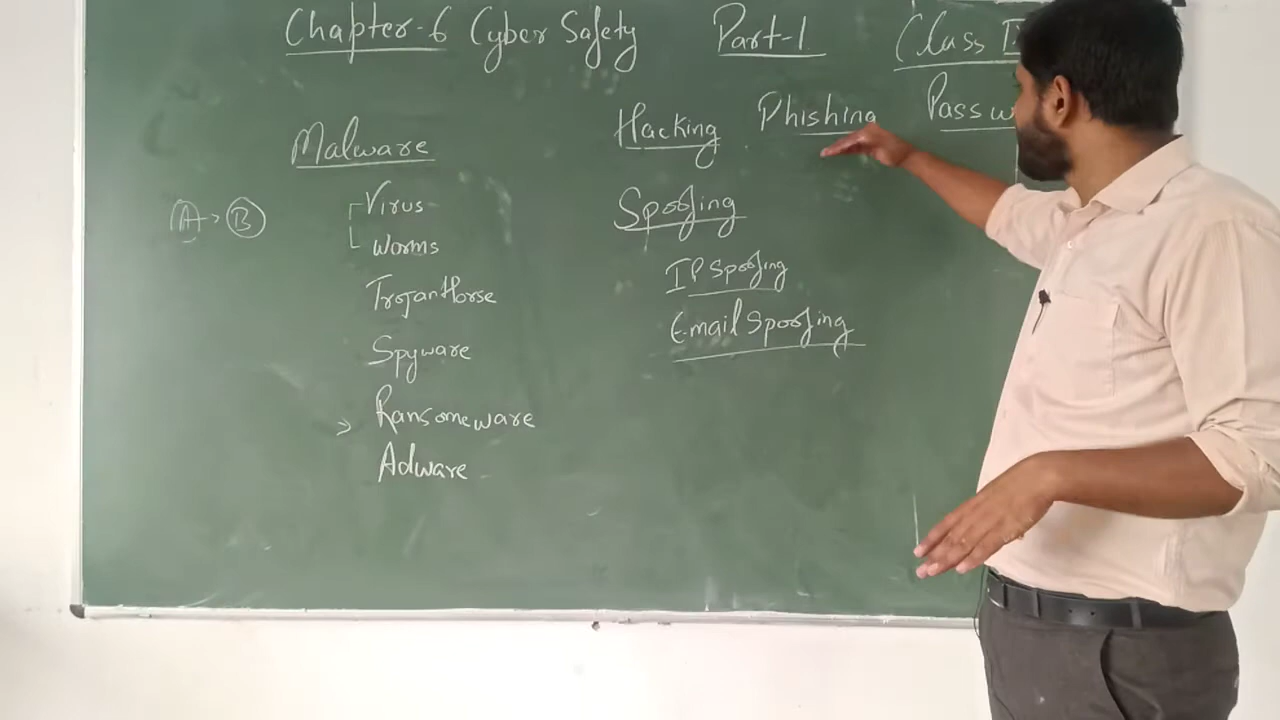 Chapter-6 Cyber Safety Part-1 Class
Hacking Phishing
Malware
A B
Virus
Worms
Trojan Horse
Spyware
Ransomeware
Adware
Spoofing
IP Spoofing
Email Spoofing